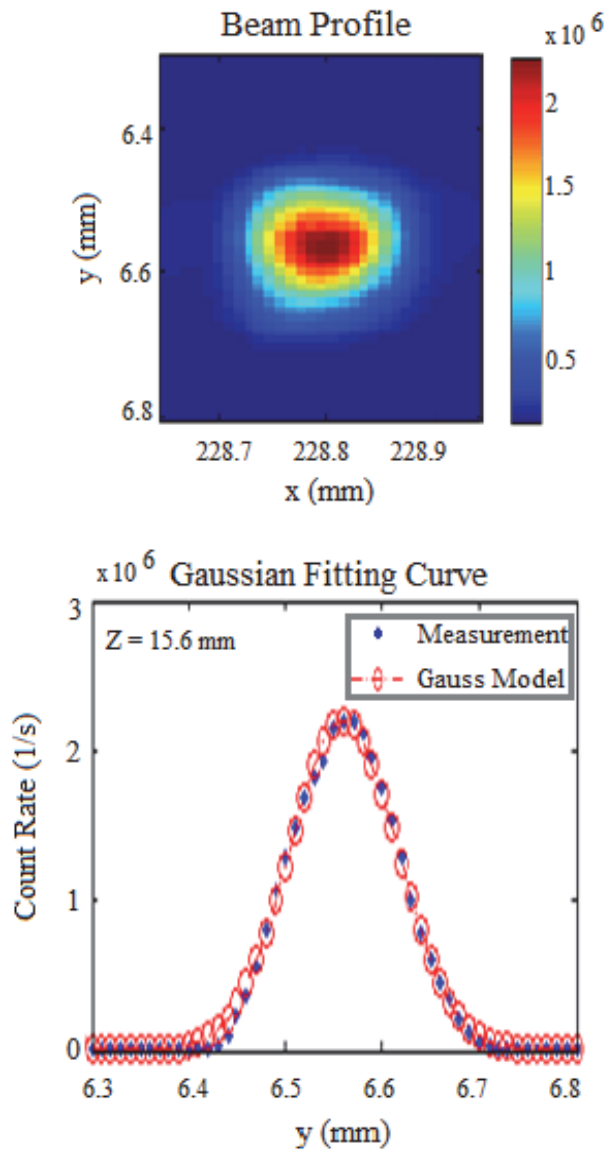 Beam Profile
x10 6
y (mm)
6.4
6.6
6.8
228.7 228.8 228.9
x (mm)
2
1.5
1
0.5
x10 6 Gaussian Fitting Curve
Z = 15.6 mm
Measurement
Gauss Model
Count Rate (1/s)
3
2
1
0
6.3 6.4 6.5 6.6 6.7 6.8
y (mm)